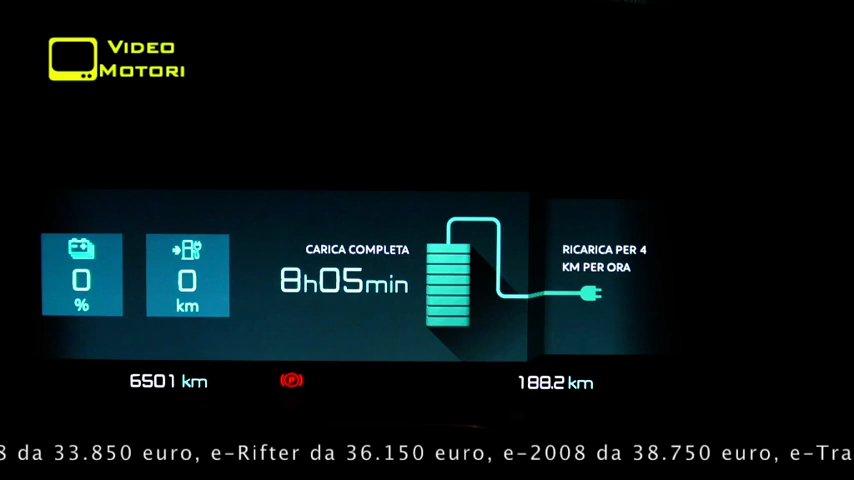 VIDEO
MOTORI
0
%
0
km
CARICA COMPLETA
8h05min
RICARICA PER 4
KM PER ORA
6501 km
P
188.2 km
8 da 33.850 euro, e-Rifter da 36.150 euro, e-2008 da 38.750 euro, e-Tra